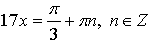 17x = π/3 + πn, n ∈ Z